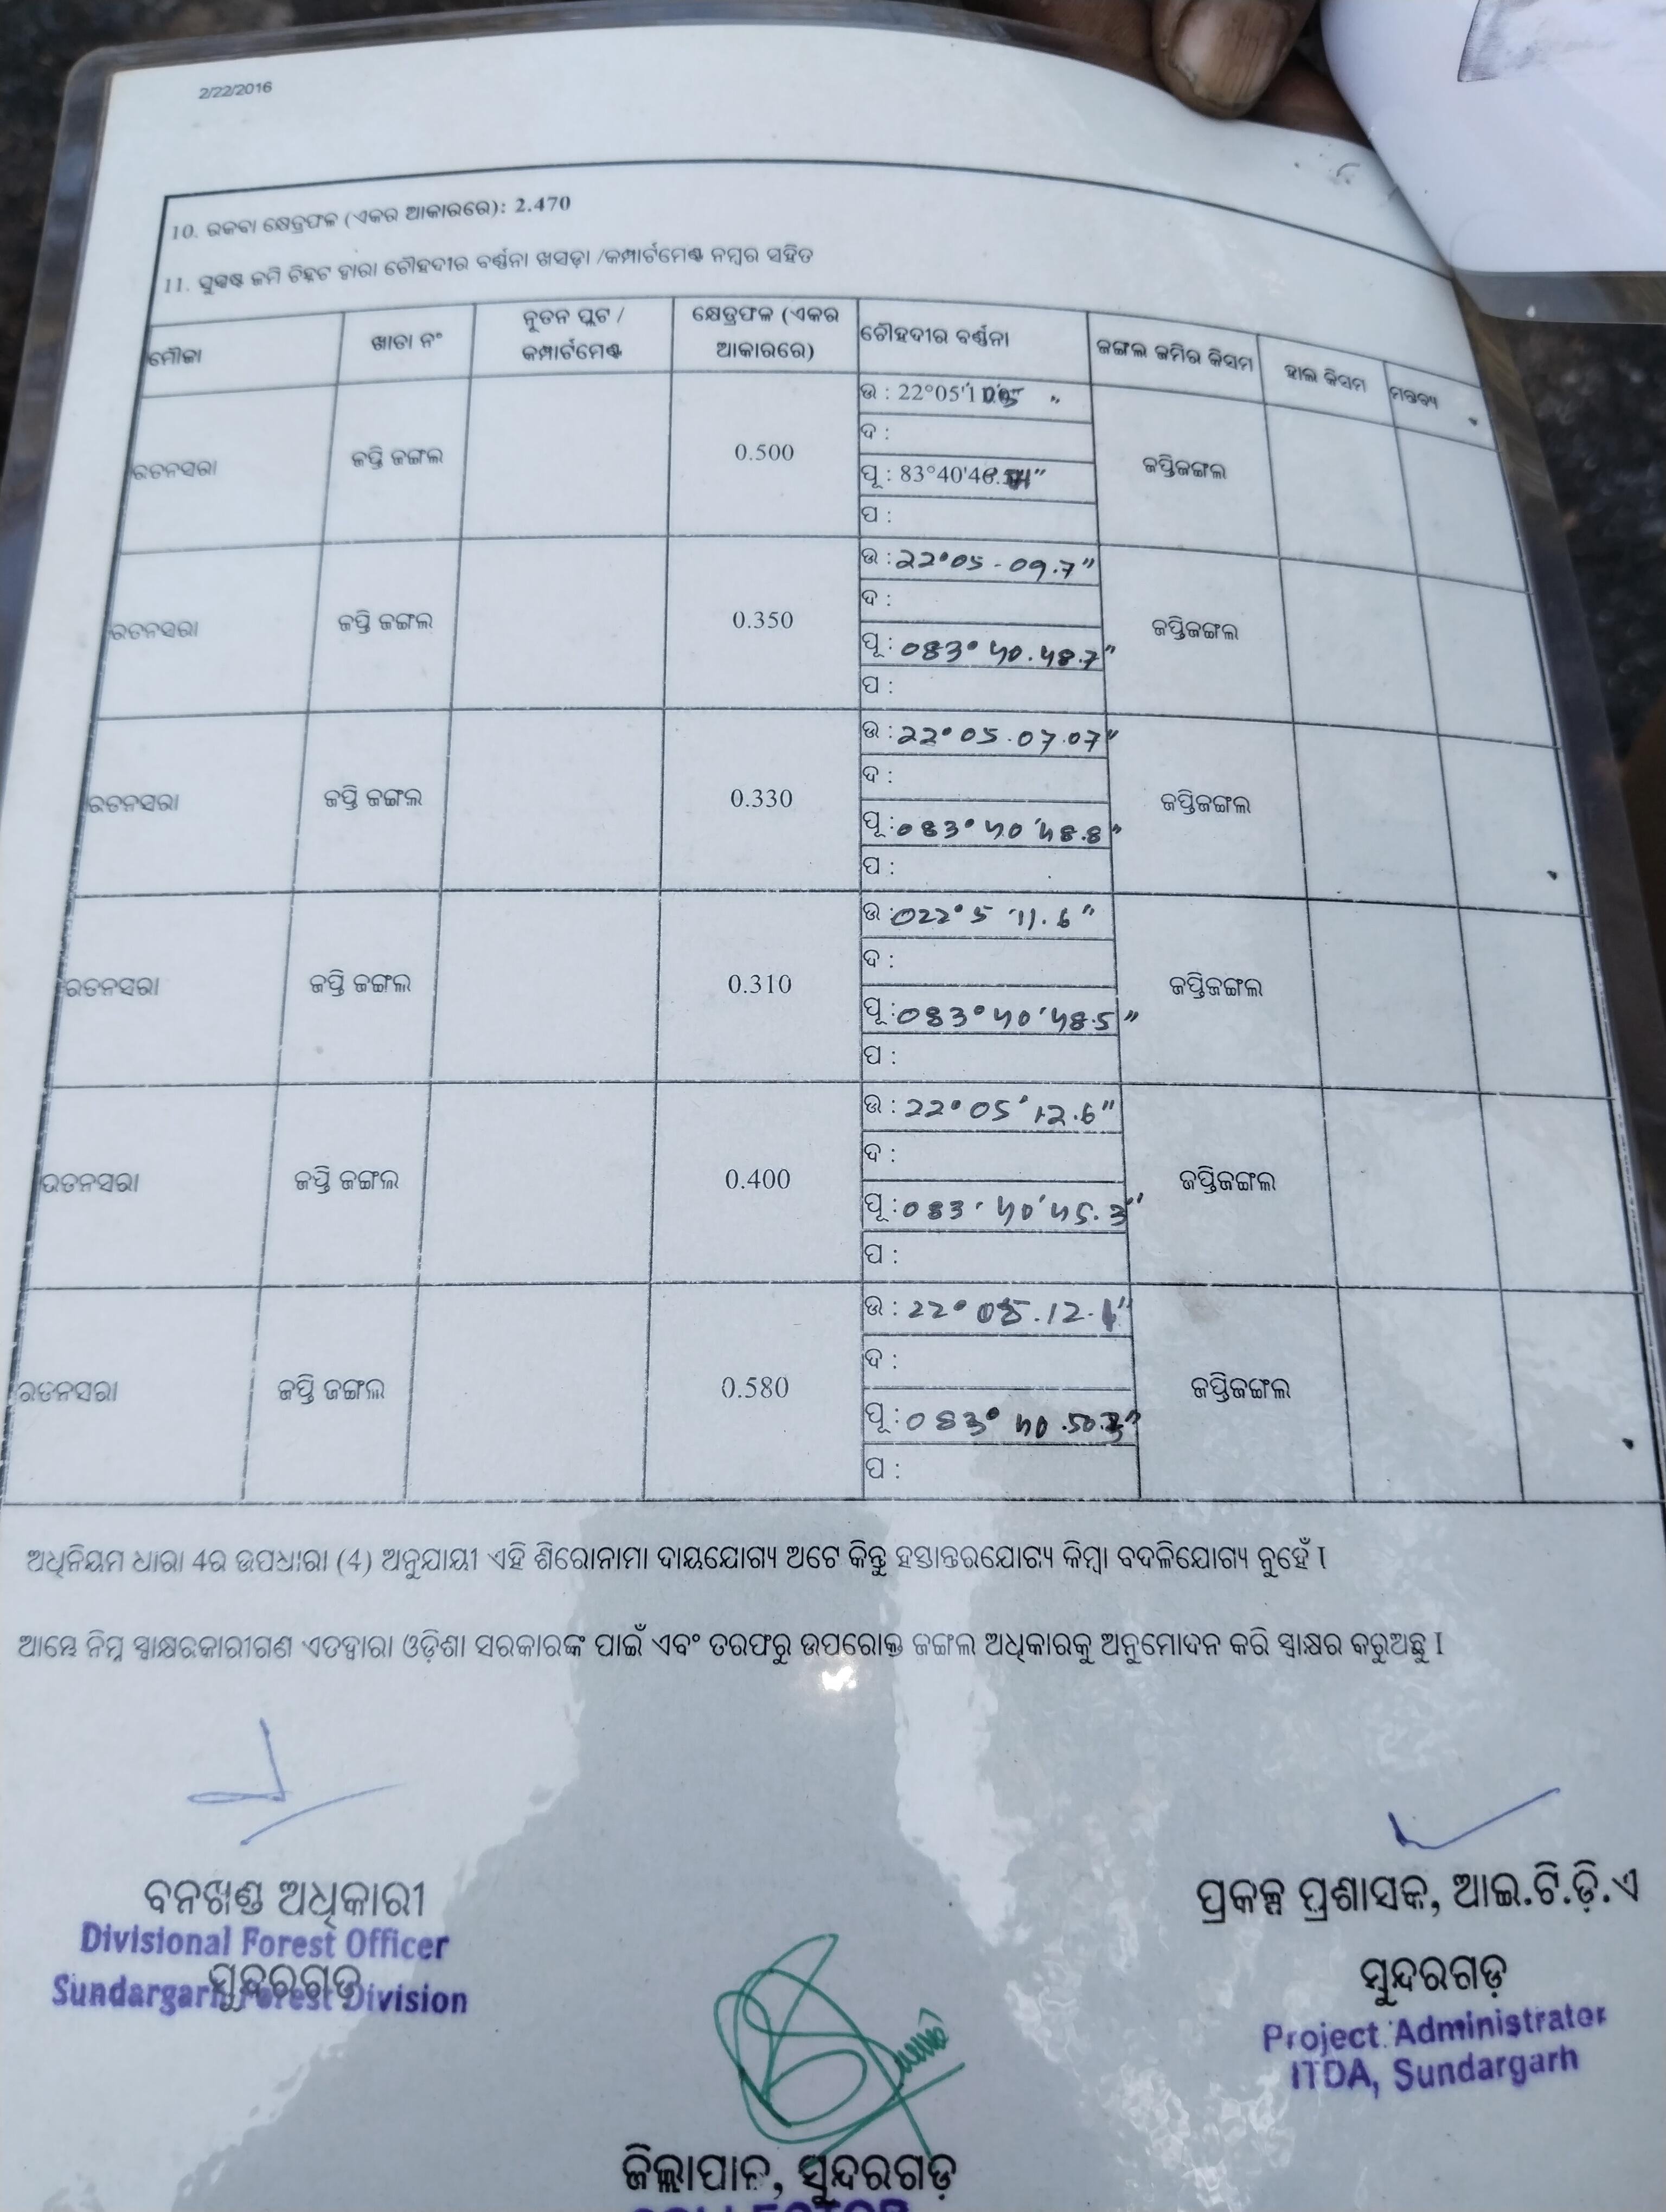 2/22/2016
10. ରକବା କ୍ଷେତ୍ରଫଳ (ଏକର ଆକାରରେ): 2.470
11. ସୁସ୍ପଷ୍ଟ ଜମି ଚିହ୍ନଟ ଦ୍ଵାରା ଚୌହଦୀର ବର୍ଣ୍ଣନା ଖସଡ଼ା /କମ୍ପାର୍ଟମେଣ୍ଟ ନମ୍ବର ସହିତ
ମୌଜା ଖାତା ନଂ ନୂତନ ପ୍ଲଟ / କମ୍ପାର୍ଟମେଣ୍ଟ କ୍ଷେତ୍ରଫଳ (ଏକର ଆକାରରେ) ଚୌହଦୀର ବର୍ଣ୍ଣନା ଜଙ୍ଗଲ ଜମିର କିସମ ହାଲ କିସମ ମନ୍ତବ୍ୟ
ରତନସରା ଜପ୍ତି ଜଙ୍ଗଲ 0.500 ଉ : 22°05' ଜପ୍ତିଜଙ୍ଗଲ
ଦ :
ପୂ : 83°40'
ପ :
ରତନସରା ଜପ୍ତି ଜଙ୍ଗଲ 0.350 ଉ : 22°05-09.7" ଜପ୍ତିଜଙ୍ଗଲ
ଦ :
ପୂ : 083° 40.48.7"
ପ :
ରତନସରା ଜପ୍ତି ଜଙ୍ଗଲ 0.330 ଉ : 22°05.07.07" ଜପ୍ତିଜଙ୍ଗଲ
ଦ :
ପୂ : 083°40'48.8"
ପ :
ରତନସରା ଜପ୍ତି ଜଙ୍ଗଲ 0.310 ଉ : 022°5'11.6" ଜପ୍ତିଜଙ୍ଗଲ
ଦ :
ପୂ : 083°40'48.5"
ପ :
ରତନସରା ଜପ୍ତି ଜଙ୍ଗଲ 0.400 ଉ : 22°05'12.6" ଜପ୍ତିଜଙ୍ଗଲ
ଦ :
ପୂ : 083'40'45.3"
ପ :
ରତନସରା ଜପ୍ତି ଜଙ୍ଗଲ 0.580 ଉ : 22°05.12.1" ଜପ୍ତିଜଙ୍ଗଲ
ଦ :
ପୂ : 083° 40
ପ :
ଅଧିନିୟମ ଧାରା 4ର ଉପଧାରା (4) ଅନୁଯାୟୀ ଏହି ଶିରୋନାମା ଦାୟଯୋଗ୍ୟ ଅଟେ କିନ୍ତୁ ହସ୍ତାନ୍ତରଯୋଗ୍ୟ କିମ୍ବା ବଦଳିଯୋଗ୍ୟ ନୁହେଁ I
ଆମ୍ଭେ ନିମ୍ନ ସ୍ୱାକ୍ଷରକାରୀଗଣ ଏତଦ୍ୱାରା ଓଡ଼ିଶା ସରକାରଙ୍କ ପାଇଁ ଏବଂ ତରଫରୁ ଉପରୋକ୍ତ ଜଙ୍ଗଲ ଅଧିକାରକୁ ଅନୁମୋଦନ କରି ସ୍ୱାକ୍ଷର କରୁଅଛୁ I
ବନଖଣ୍ଡ ଅଧିକାରୀ
Divisional Forest Officer
ସୁନ୍ଦରଗଡ଼
Sundargarh Forest Division
ପ୍ରକଳ୍ପ ପ୍ରଶାସକ, ଆଇ.ଟି.ଡ଼ି.ଏ
ସୁନ୍ଦରଗଡ଼
Project Administrator
ITDA, Sundargarh
ଜିଲ୍ଲାପାଳ, ସୁନ୍ଦରଗଡ଼
COLLECTOR